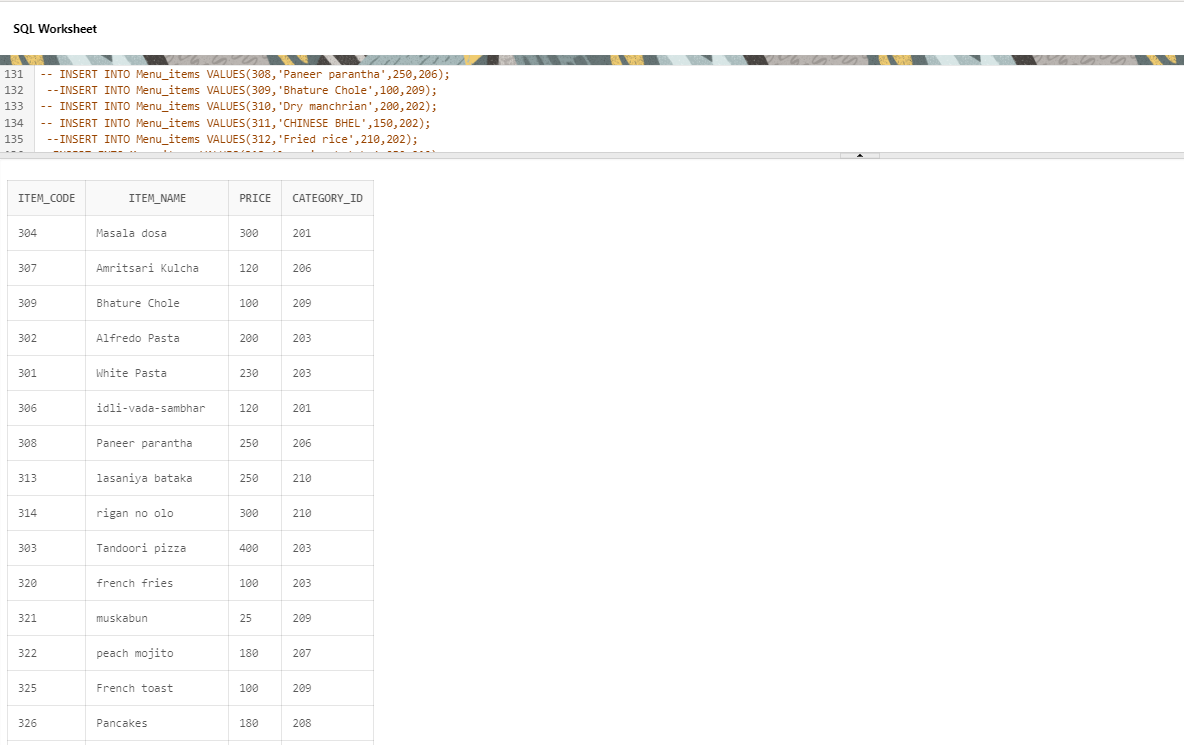 SQL Worksheet
131 -- INSERT INTO Menu_items VALUES(308,'Paneer parantha',250,206);
132 --INSERT INTO Menu_items VALUES(309,'Bhature Chole',100,209);
133 -- INSERT INTO Menu_items VALUES(310,'Dry manchrian',200,202);
134 -- INSERT INTO Menu_items VALUES(311,'CHINESE BHEL',150,202);
135 --INSERT INTO Menu_items VALUES(312,'Fried rice',210,202);
ITEM_CODE ITEM_NAME PRICE CATEGORY_ID
304 Masala dosa 300 201
307 Amritsari Kulcha 120 206
309 Bhature Chole 100 209
302 Alfredo Pasta 200 203
301 White Pasta 230 203
306 idli-vada-sambhar 120 201
308 Paneer parantha 250 206
313 lasaniya bataka 250 210
314 rigan no olo 300 210
303 Tandoori pizza 400 203
320 french fries 100 203
321 muskabun 25 209
322 peach mojito 180 207
325 French toast 100 209
326 Pancakes 180 208